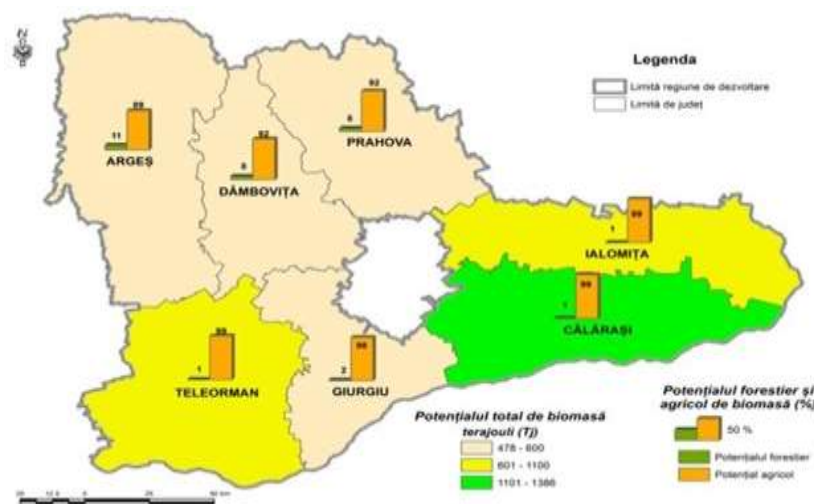 Legenda
Limită regiune de dezvoltare
Limită de județ
11
89
ARGEȘ
8
92
DÂMBOVIȚA
8
92
PRAHOVA
1
99
IALOMIȚA
1
99
CĂLĂRAȘI
1
99
TELEORMAN
2
98
GIURGIU
Potențialul total de biomasă
terajouli (Tj)
478 - 600
601 - 1100
1101 - 1386
Potențialul forestier și
agricol de biomasă (%)
50 %
Potențialul forestier
Potențial agricol